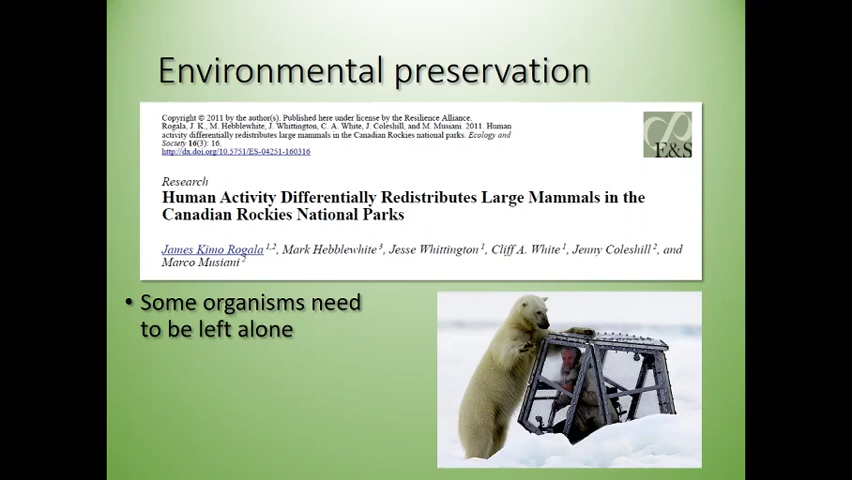 Environmental preservation
Copyright © 2011 by the author(s). Published here under license by the Resilience Alliance.
Rogala, J. K., M. Hebblewhite, J. Whittington, C. A. White, J. Coleshill, and M. Musiani. 2011. Human
activity differentially redistributes large mammals in the Canadian Rockies national parks. Ecology and
Society 16(3): 16.
http://dx.doi.org/10.5751/ES-04251-160316
E&S
Research
Human Activity Differentially Redistributes Large Mammals in the
Canadian Rockies National Parks
James Kimo Rogala 1,2, Mark Hebblewhite 3, Jesse Whittington 1, Cliff A. White 1, Jenny Coleshill 2, and
Marco Musiani 2
• Some organisms need
to be left alone